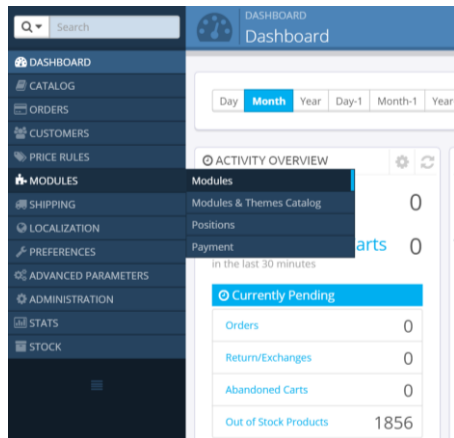 Search
DASHBOARD
Dashboard
DASHBOARD
CATALOG
ORDERS
CUSTOMERS
PRICE RULES
MODULES
SHIPPING
LOCALIZATION
PREFERENCES
ADVANCED PARAMETERS
ADMINISTRATION
STATS
STOCK
Day Month Year Day-1 Month-1 Year
ACTIVITY OVERVIEW
Modules
Modules & Themes Catalog
Positions
Payment
0
arts 0
in the last 30 minutes
Currently Pending
Orders 0
Return/Exchanges 0
Abandoned Carts 0
Out of Stock Products 1856